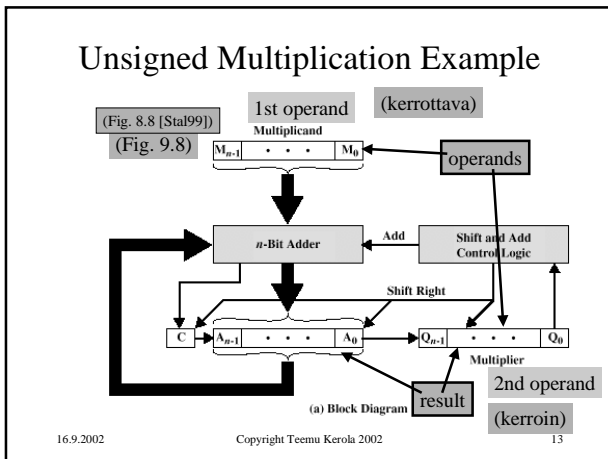 Unsigned Multiplication Example
1st operand
(kerrottava)
(Fig. 8.8 [Stal99])
(Fig. 9.8)
Multiplicand
Mn-1 • • • M0
operands
n-Bit Adder
Add
Shift and Add
Control Logic
Shift Right
C
An-1 • • • A0
Qn-1 • • • Q0
Multiplier
2nd operand
result
(a) Block Diagram
(kerroin)
16.9.2002
Copyright Teemu Kerola 2002
13